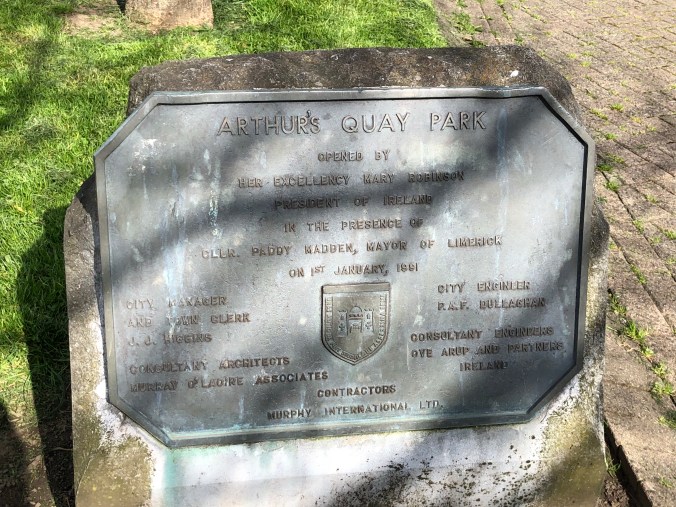 ARTHUR'S QUAY PARK
OPENED BY
HER EXCELLENCY MARY ROBINSON
PRESIDENT OF IRELAND
IN THE PRESENCE OF
CLLR. PADDY MADDEN, MAYOR OF LIMERICK
ON 1ST JANUARY, 1991
CITY MANAGER
AND TOWN CLERK
J. J. HIGGINS
CONSULTANT ARCHITECTS
MURRAY O'LAOIRE ASSOCIATES
CITY ENGINEER
P.A.F. BULLAGHAN
CONSULTANT ENGINEERS
OVE ARUP AND PARTNERS
IRELAND
CONTRACTORS
MURPHY INTERNATIONAL LTD.